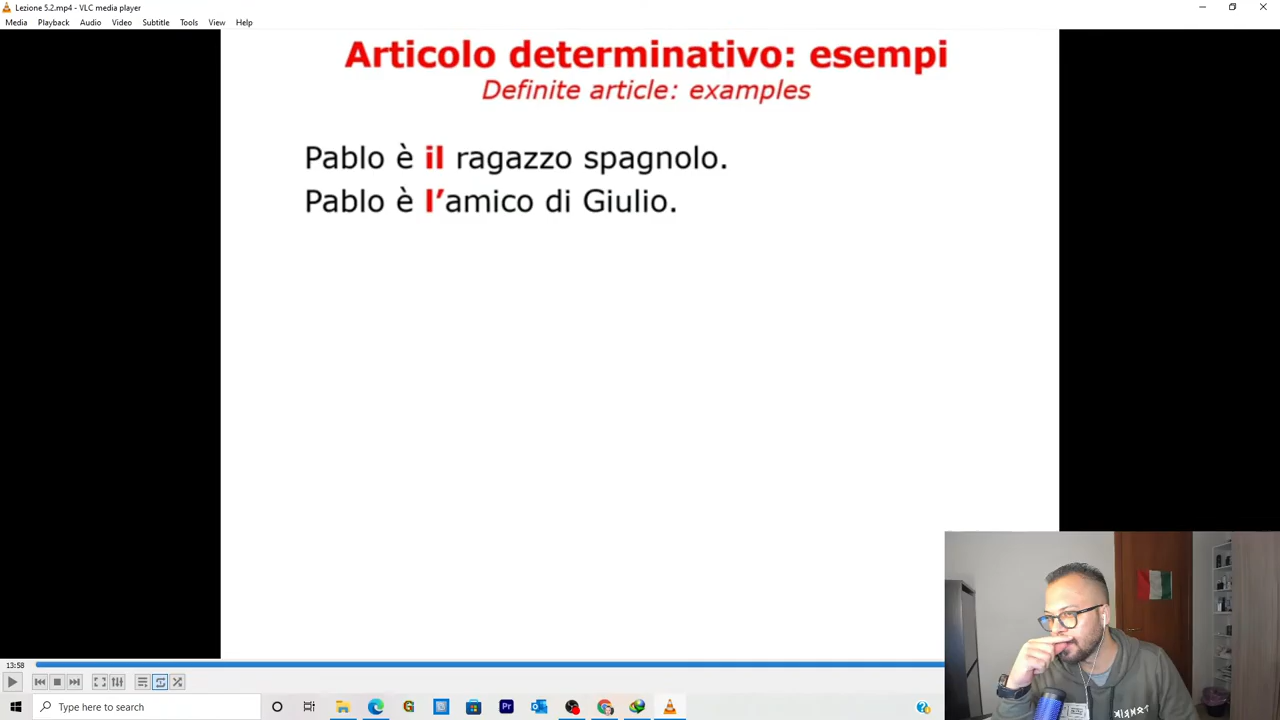 Lezione 5.2.mp4 - VLC media player
Media Playback Audio Video Subtitle Tools View Help
Articolo determinativo: esempi
Definite article: examples
Pablo è il ragazzo spagnolo.
Pablo è l’amico di Giulio.
13:58
Type here to search